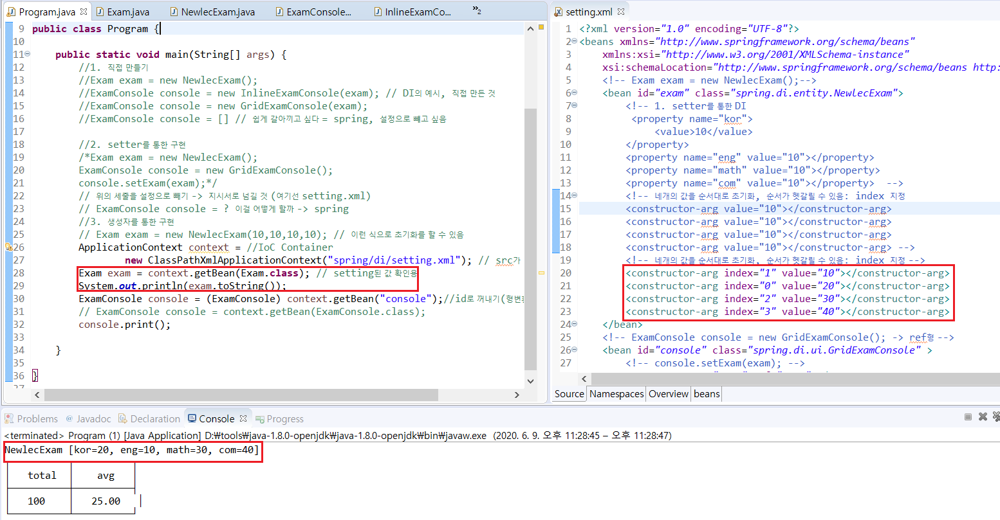 Program.java
Exam.java
NewlecExam.java
ExamConsole...
InlineExamCo...
»2
9 public class Program {
10
11 public static void main(String[] args) {
12 //1. 직접 만들기
13 //Exam exam = new NewlecExam();
14 //ExamConsole console = new InlineExamConsole(exam); // DI의 예시, 직접 만든 것
15 //ExamConsole console = new GridExamConsole(exam);
16 //ExamConsole console = [] // 쉽게 갈아끼고 싶다 = spring, 설정으로 빼고 싶음
17
18 //2. setter를 통한 구현
19 /*Exam exam = new NewlecExam();
20 ExamConsole console = new GridExamConsole();
21 console.setExam(exam);*/
22 // 위의 세줄을 설정으로 빼기 -> 지시서로 넘길 것 (여기선 setting.xml)
23 // ExamConsole console = ? 이걸 어떻게 할까 -> spring
24 //3. 생성자를 통한 구현
25 // Exam exam = new NewlecExam(10,10,10,10); // 이런 식으로 초기화를 할 수 있음
26 ApplicationContext context = //IoC Container
27 new ClassPathXmlApplicationContext("spring/di/setting.xml"); // src가
28 Exam exam = context.getBean(Exam.class); // setting된 값 확인용
29 System.out.println(exam.toString());
30 ExamConsole console = (ExamConsole) context.getBean("console");//id로 꺼내기(형변환
31 // ExamConsole console = context.getBean(ExamConsole.class);
32 console.print();
33
34 }
35
36 }
37
setting.xml
1 <?xml version="1.0" encoding="UTF-8"?>
2 <beans xmlns="http://www.springframework.org/schema/beans"
3 xmlns:xsi="http://www.w3.org/2001/XMLSchema-instance"
4 xsi:schemaLocation="http://www.springframework.org/schema/beans http:
5 <!-- Exam exam = new NewlecExam();-->
6 <bean id="exam" class="spring.di.entity.NewlecExam">
7 <!-- 1. setter를 통한 DI
8 <property name="kor">
9 <value>10</value>
10 </property>
11 <property name="eng" value="10"></property>
12 <property name="math" value="10"></property>
13 <property name="com" value="10"></property> -->
14 <!-- 네개의 값을 순서대로 초기화, 순서가 헷갈릴 수 있음: index 지정
15 <constructor-arg value="10"></constructor-arg>
16 <constructor-arg value="10"></constructor-arg>
17 <constructor-arg value="10"></constructor-arg>
18 <constructor-arg value="10"></constructor-arg> -->
19 <!-- 네개의 값을 순서대로 초기화, 순서가 헷갈릴 수 있음: index 지정 -->
20 <constructor-arg index="1" value="10"></constructor-arg>
21 <constructor-arg index="0" value="20"></constructor-arg>
22 <constructor-arg index="2" value="30"></constructor-arg>
23 <constructor-arg index="3" value="40"></constructor-arg>
24 </bean>
25 <!-- ExamConsole console = new GridExamConsole(); -> ref형 -->
26 <bean id="console" class="spring.di.ui.GridExamConsole" >
27 <!-- console.setExam(exam); -->
Source Namespaces Overview beans
Problems @ Javadoc Declaration Console Progress
<terminated> Program (1) [Java Application] D:₩tools₩java-1.8.0-openjdk₩java-1.8.0-openjdk₩bin₩javaw.exe (2020. 6. 9. 오후 11:28:45 – 오후 11:28:47)
NewlecExam [kor=20, eng=10, math=30, com=40]
total avg
100 25.00